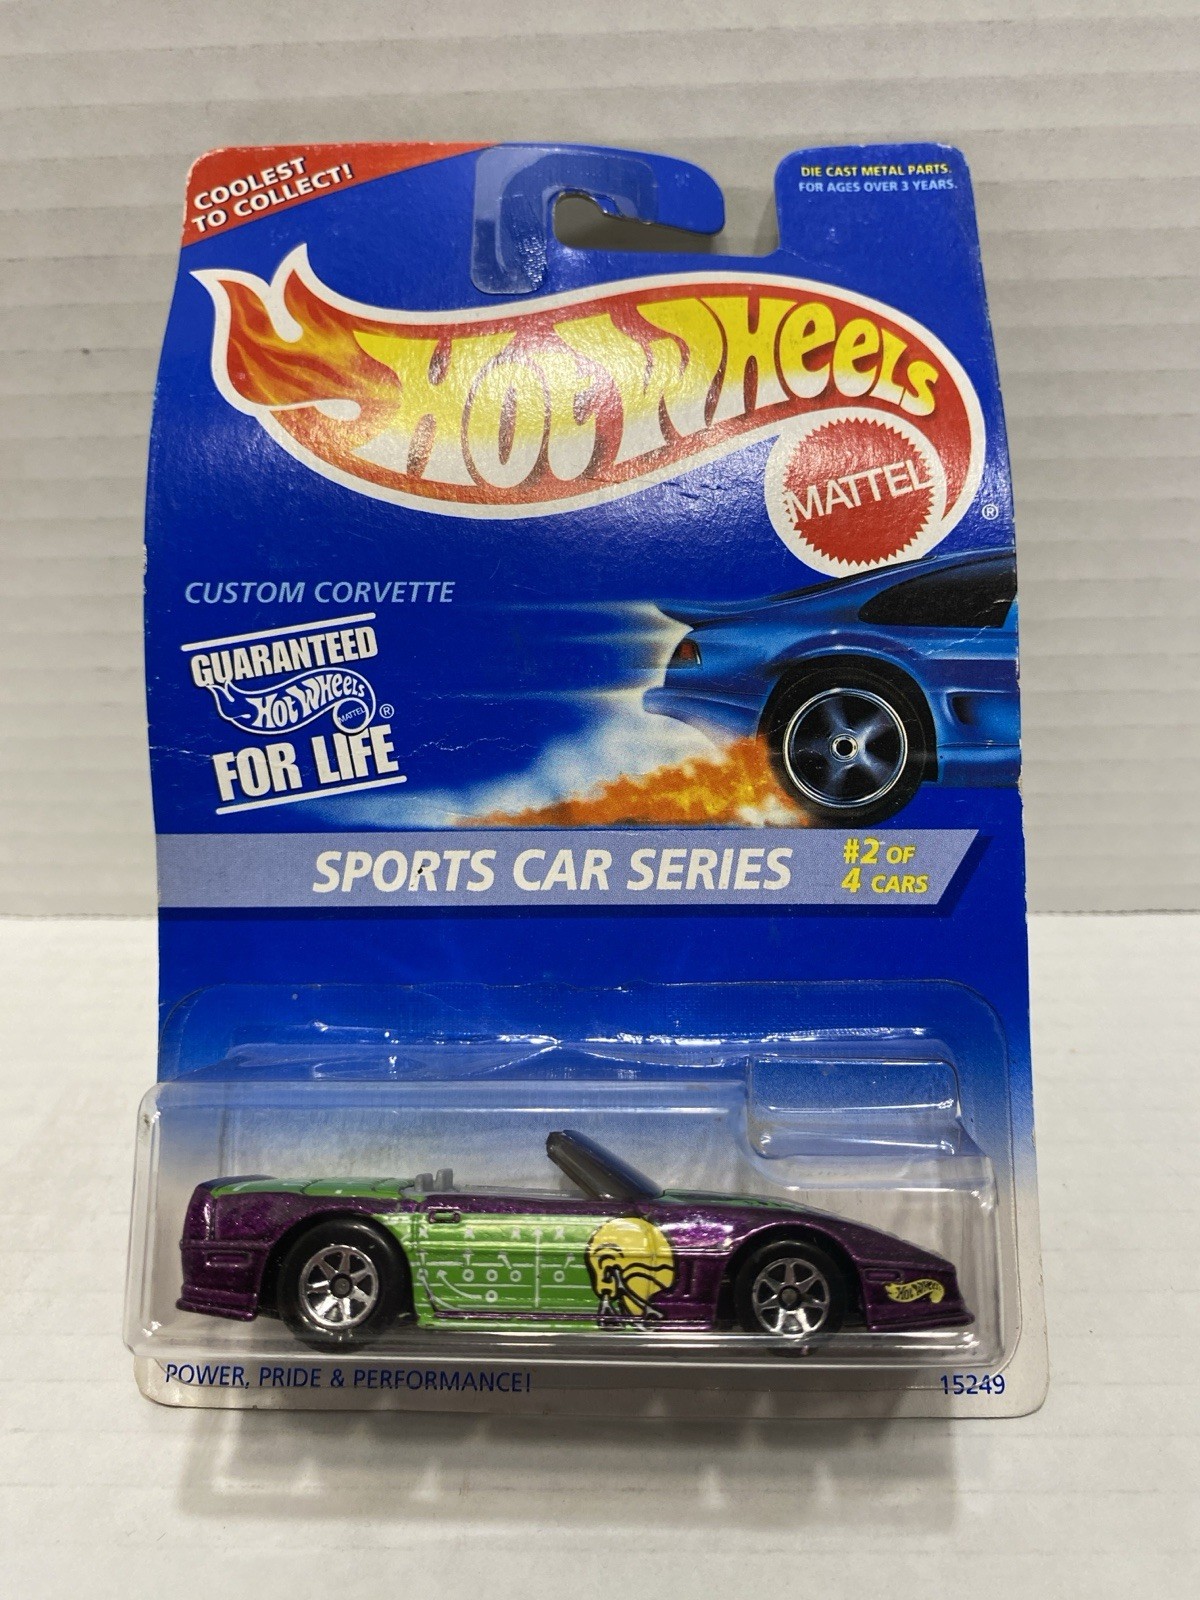 COOLEST
TO COLLECT!
DIE CAST METAL PARTS.
FOR AGES OVER 3 YEARS.
HOT WHEELS
MATTEL
®
CUSTOM CORVETTE
GUARANTEED
HOT WHEELS
MATTEL
®
FOR LIFE
SPORTS CAR SERIES
#2 OF
4 CARS
X X X X X
O O O O
HOT WHEELS
POWER, PRIDE & PERFORMANCE!
15249